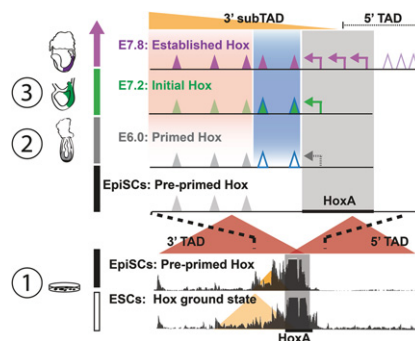 3' subTAD 5' TAD
E7.8: Established Hox
3 E7.2: Initial Hox
2 E6.0: Primed Hox
EpiSCs: Pre-primed Hox
HoxA
3' TAD 5' TAD
EpiSCs: Pre-primed Hox
1
ESCs: Hox ground state
HoxA